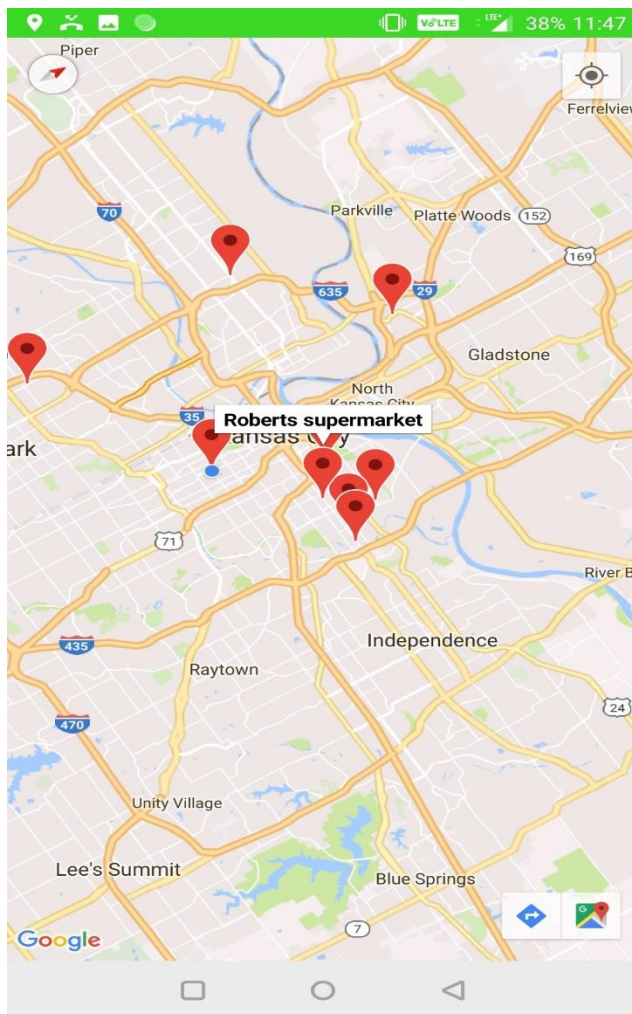 VoLTE LTE+ 38% 11:47
Piper
Ferrelview
70
Parkville
Platte Woods 152
169
635
29
Gladstone
North
Kansas City
35
Roberts supermarket
ansas City
ark
71
River B
Independence
435
Raytown
24
470
Unity Village
Lee's Summit
Blue Springs
7
G
Google